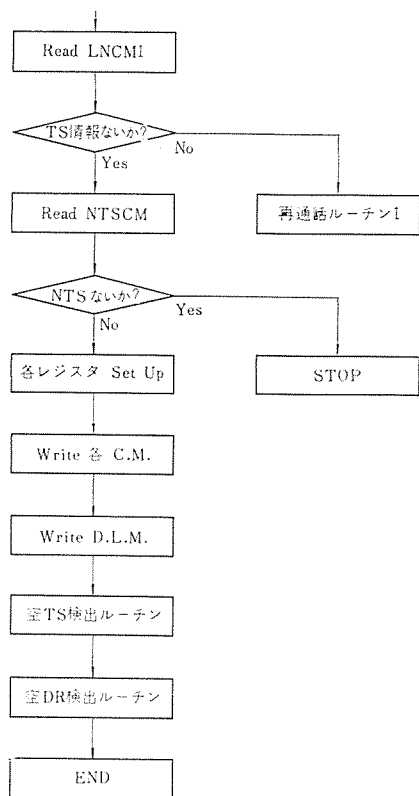 Read LNCM1
TS情報ないか?
No
Yes
Read NTSCM
再通話ルーチン1
NTSないか?
Yes
No
各レジスタ Set Up
STOP
Write 各 C.M.
Write D.L.M.
空TS検出ルーチン
空DR検出ルーチン
END